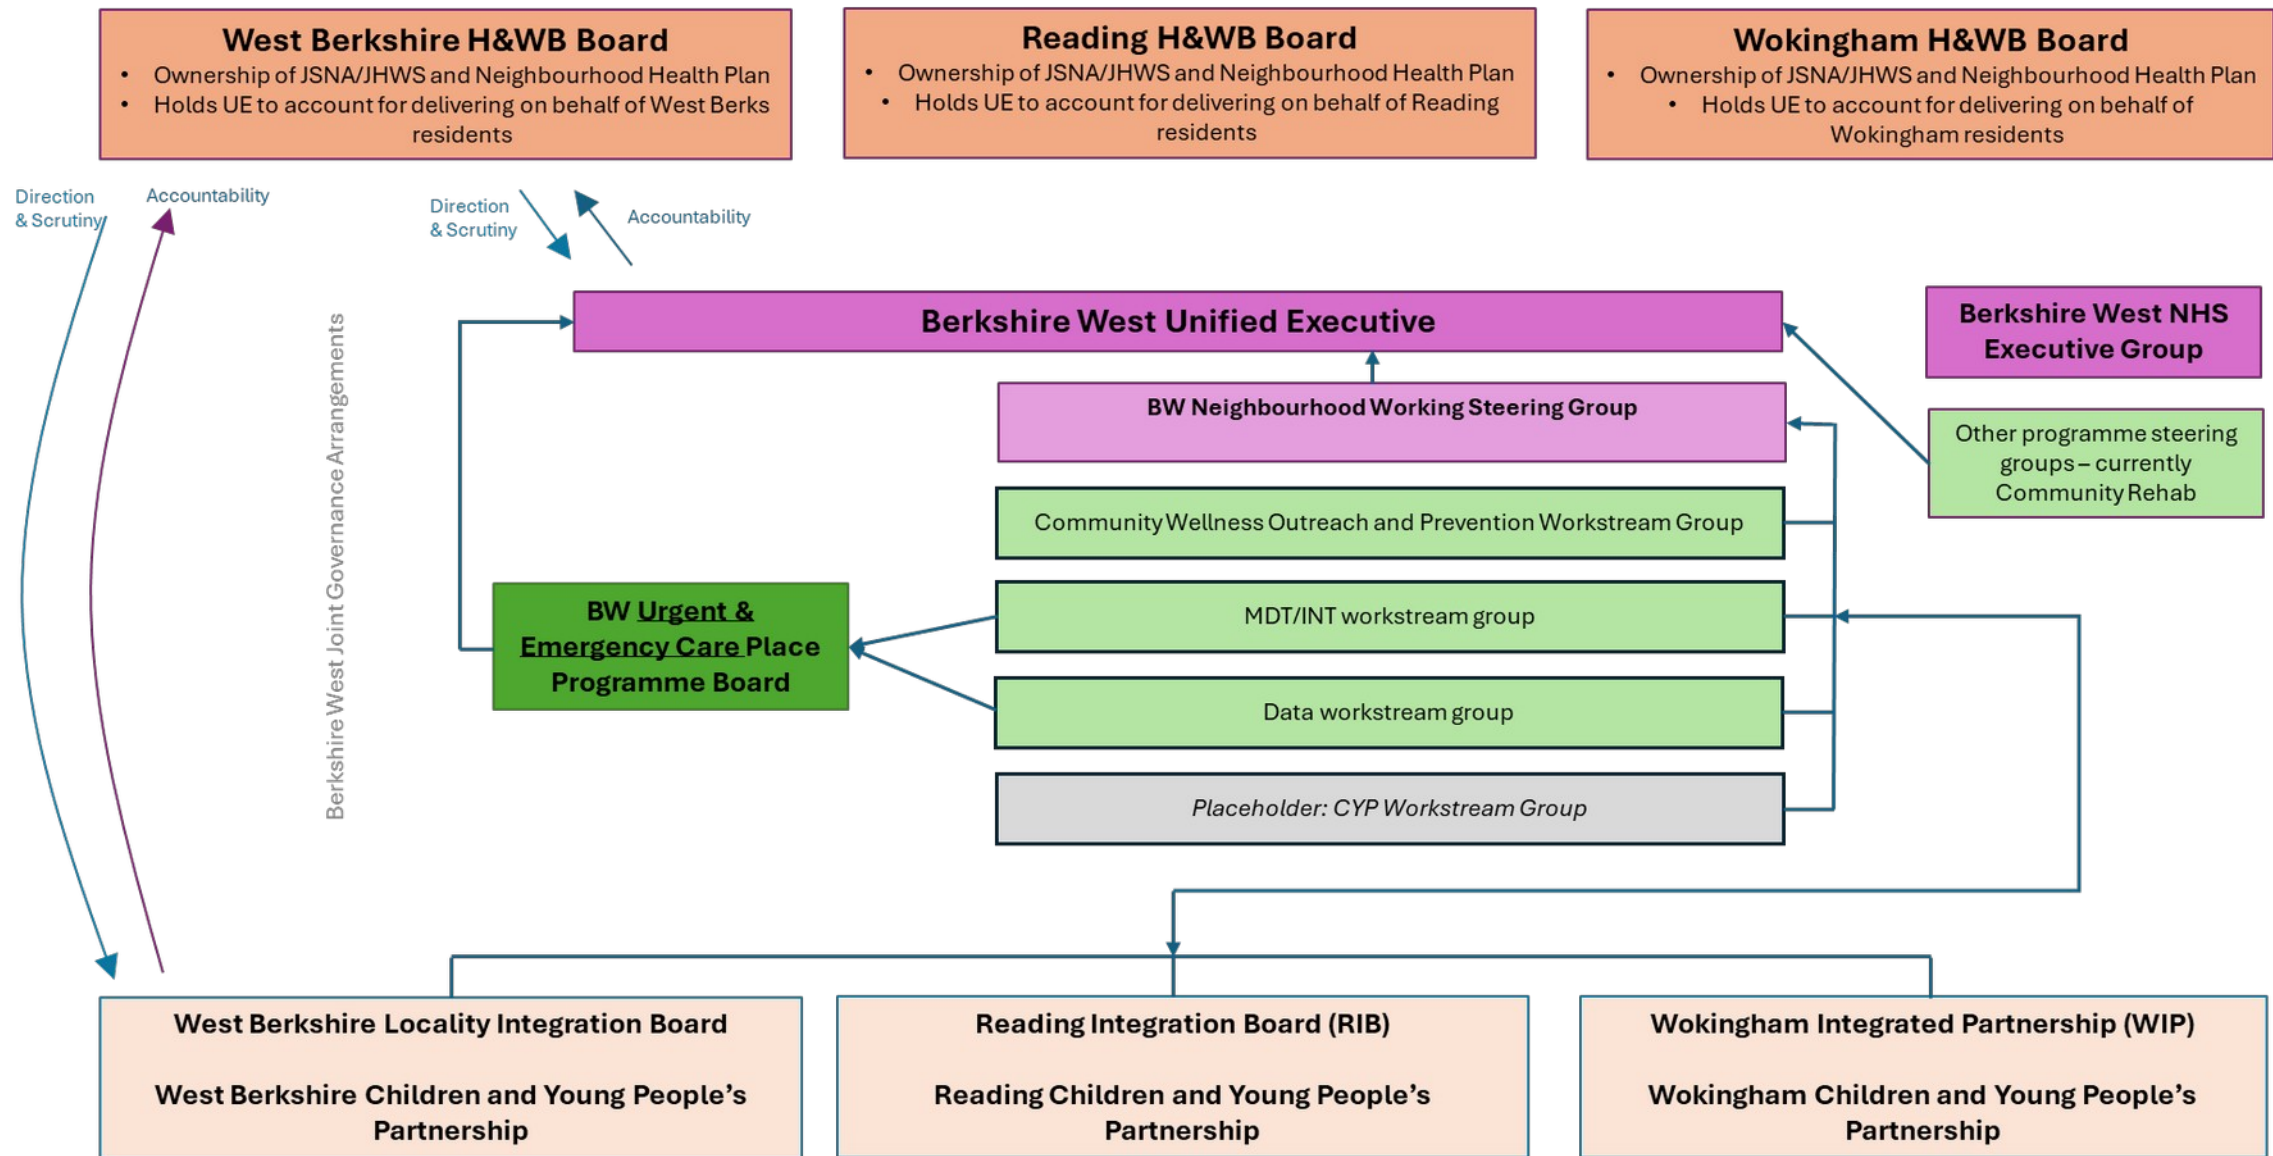 West Berkshire H&WB Board
• Ownership of JSNA/JHWS and Neighbourhood Health Plan
• Holds UE to account for delivering on behalf of West Berks
residents
Reading H&WB Board
• Ownership of JSNA/JHWS and Neighbourhood Health Plan
• Holds UE to account for delivering on behalf of Reading
residents
Wokingham H&WB Board
• Ownership of JSNA/JHWS and Neighbourhood Health Plan
• Holds UE to account for delivering on behalf of
Wokingham residents
Direction
& Scrutiny
Accountability
Direction
& Scrutiny
Accountability
Berkshire West Joint Governance Arrangements
Berkshire West Unified Executive
Berkshire West NHS
Executive Group
BW Neighbourhood Working Steering Group
Other programme steering
groups – currently
Community Rehab
Community Wellness Outreach and Prevention Workstream Group
BW Urgent &
Emergency Care Place
Programme Board
MDT/INT workstream group
Data workstream group
Placeholder: CYP Workstream Group
West Berkshire Locality Integration Board
West Berkshire Children and Young People’s
Partnership
Reading Integration Board (RIB)
Reading Children and Young People’s
Partnership
Wokingham Integrated Partnership (WIP)
Wokingham Children and Young People’s
Partnership